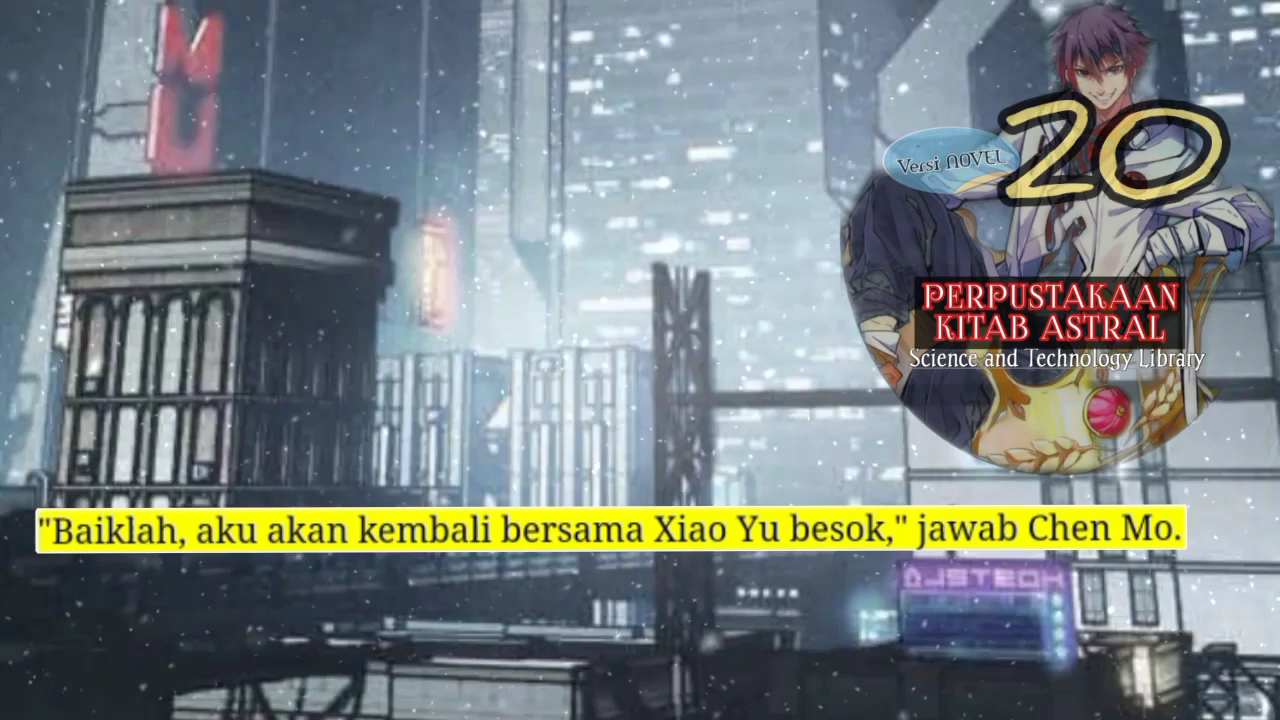 MU
20
Versi NOVEL
PERPUSTAKAAN
KITAB ASTRAL
Science and Technology Library
"Baiklah, aku akan kembali bersama Xiao Yu besok," jawab Chen Mo.